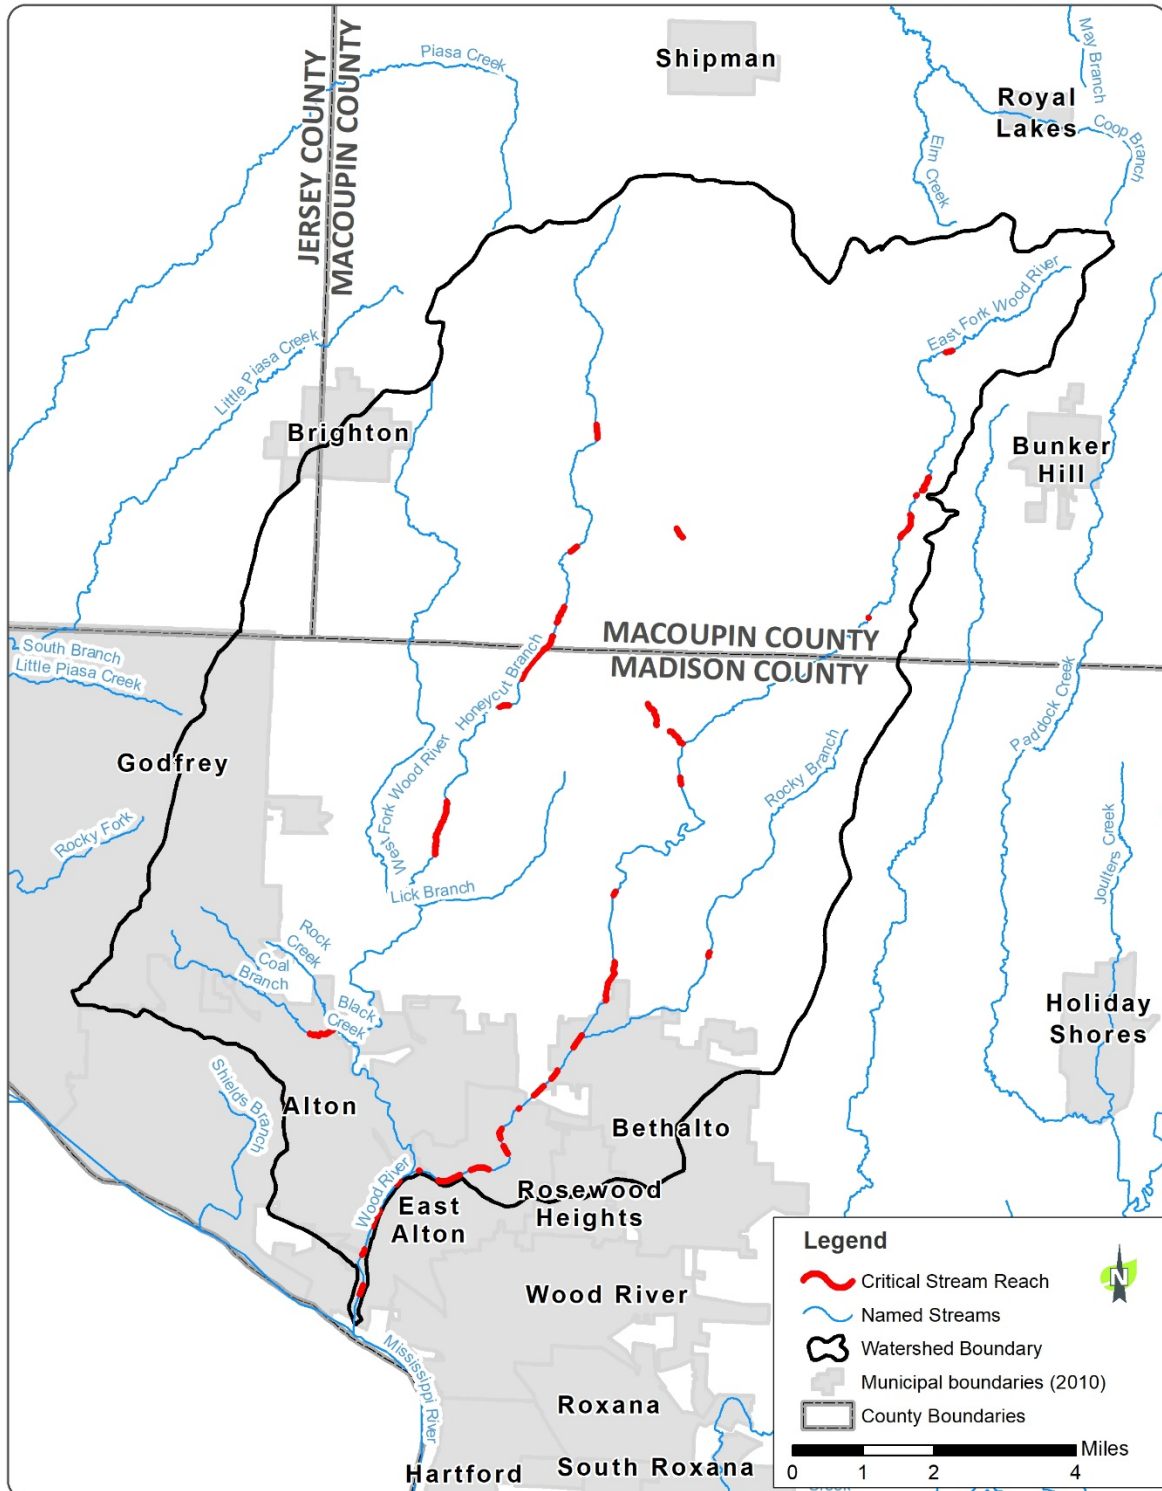 Piasa Creek
Shipman
May Branch
Royal
Lakes
Coop Branch
Elm Creek
JERSEY COUNTY
MACOUPIN COUNTY
East Fork Wood River
Little Piasa Creek
Brighton
Bunker
Hill
MACOUPIN COUNTY
MADISON COUNTY
South Branch
Little Piasa Creek
Honeycut Branch
Paddock Creek
Godfrey
West Fork Wood River
Rocky Branch
Rocky Fork
Joulters Creek
Lick Branch
Rock
Creek
Coal
Branch
Black
Creek
Holiday
Shores
Shields Branch
Alton
Bethalto
Wood River
East
Alton
Rosewood
Heights
Wood River
Mississippi River
Roxana
South Roxana
Hartford
Legend
N
Critical Stream Reach
Named Streams
Watershed Boundary
Municipal boundaries (2010)
County Boundaries
Miles
0 1 2 4
Creek